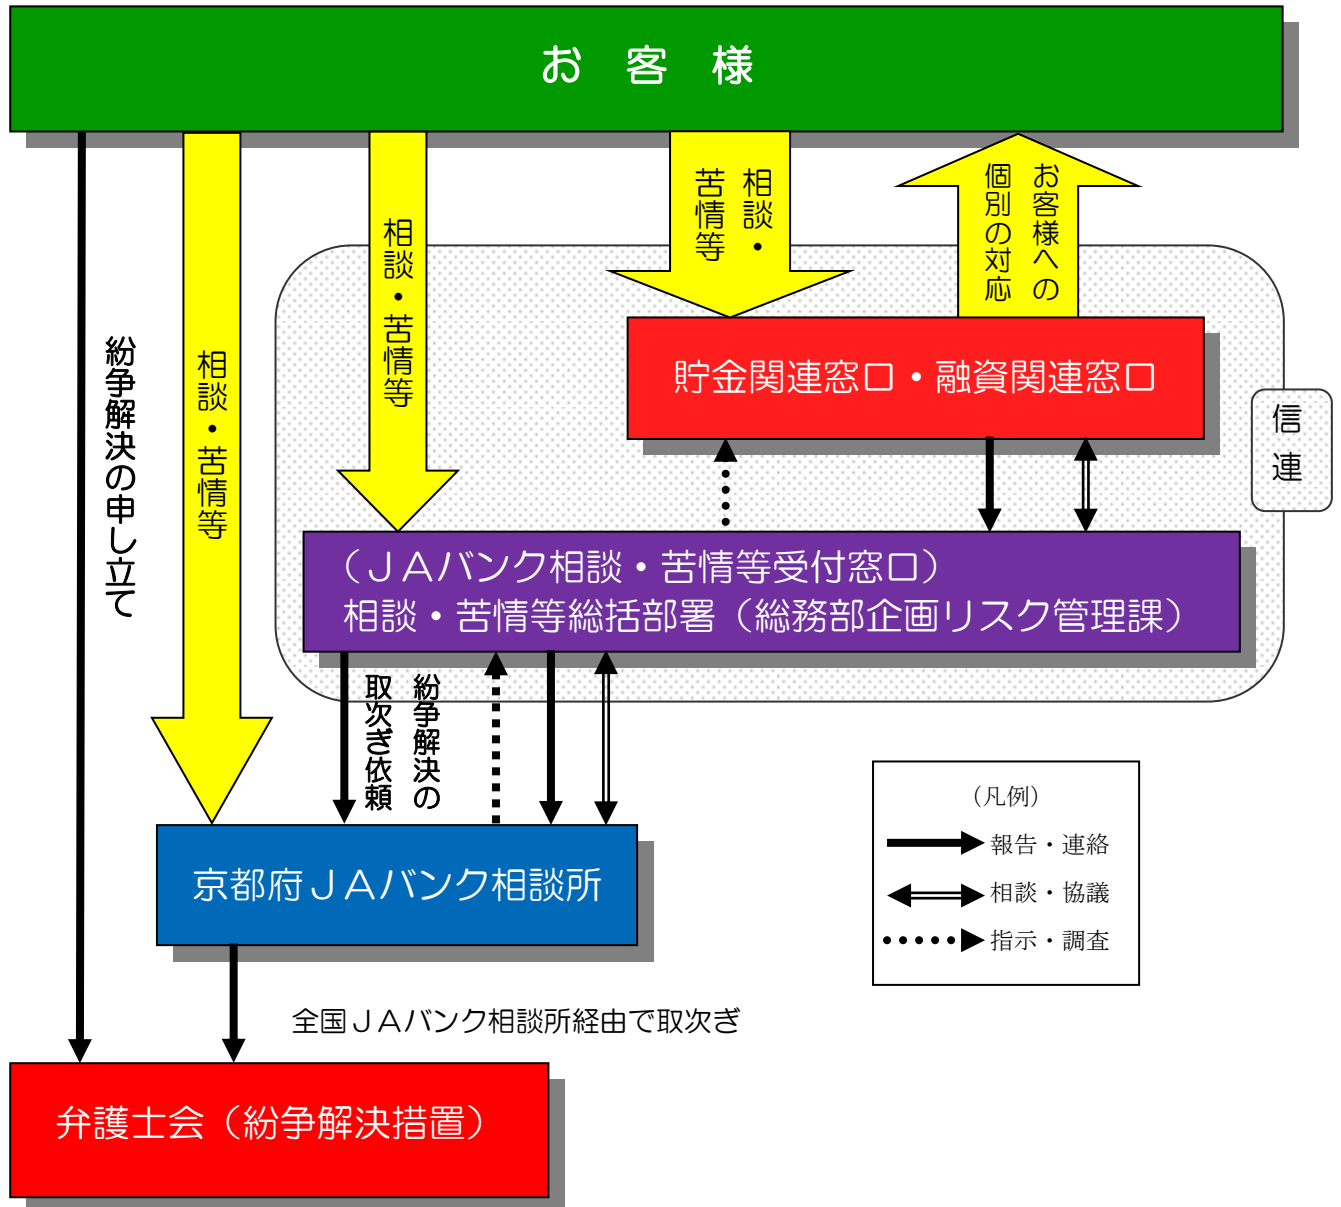 お　客　様
相談・
苦情等
お客様への
個別の対応
相談・苦情等
相談・苦情等
紛争解決の申し立て
貯金関連窓口・融資関連窓口
信
連
（ＪＡバンク相談・苦情等受付窓口）
相談・苦情等総括部署（総務部企画リスク管理課）
紛争解決の
取次ぎ依頼
（凡例）
報告・連絡
相談・協議
指示・調査
京都府ＪＡバンク相談所
全国ＪＡバンク相談所経由で取次ぎ
弁護士会（紛争解決措置）